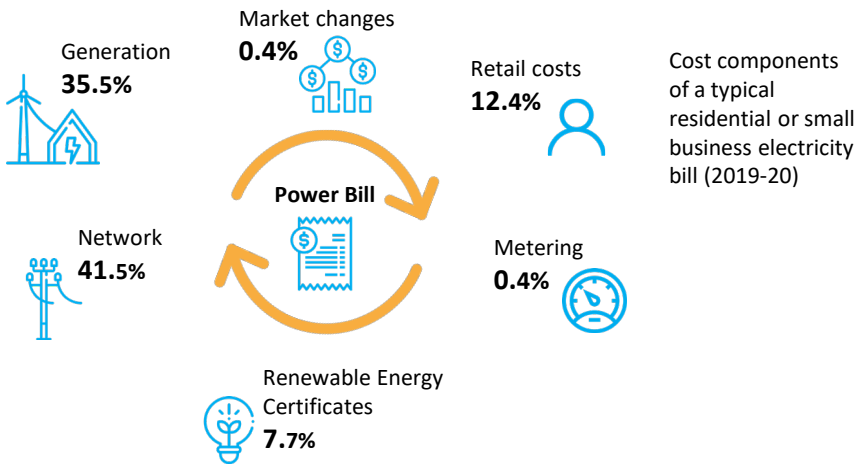 Market changes
0.4%
Generation
35.5%
Retail costs
12.4%
Cost components
of a typical
residential or small
business electricity
bill (2019-20)
Power Bill
$
$
$
$
Network
41.5%
Metering
0.4%
Renewable Energy
Certificates
7.7%